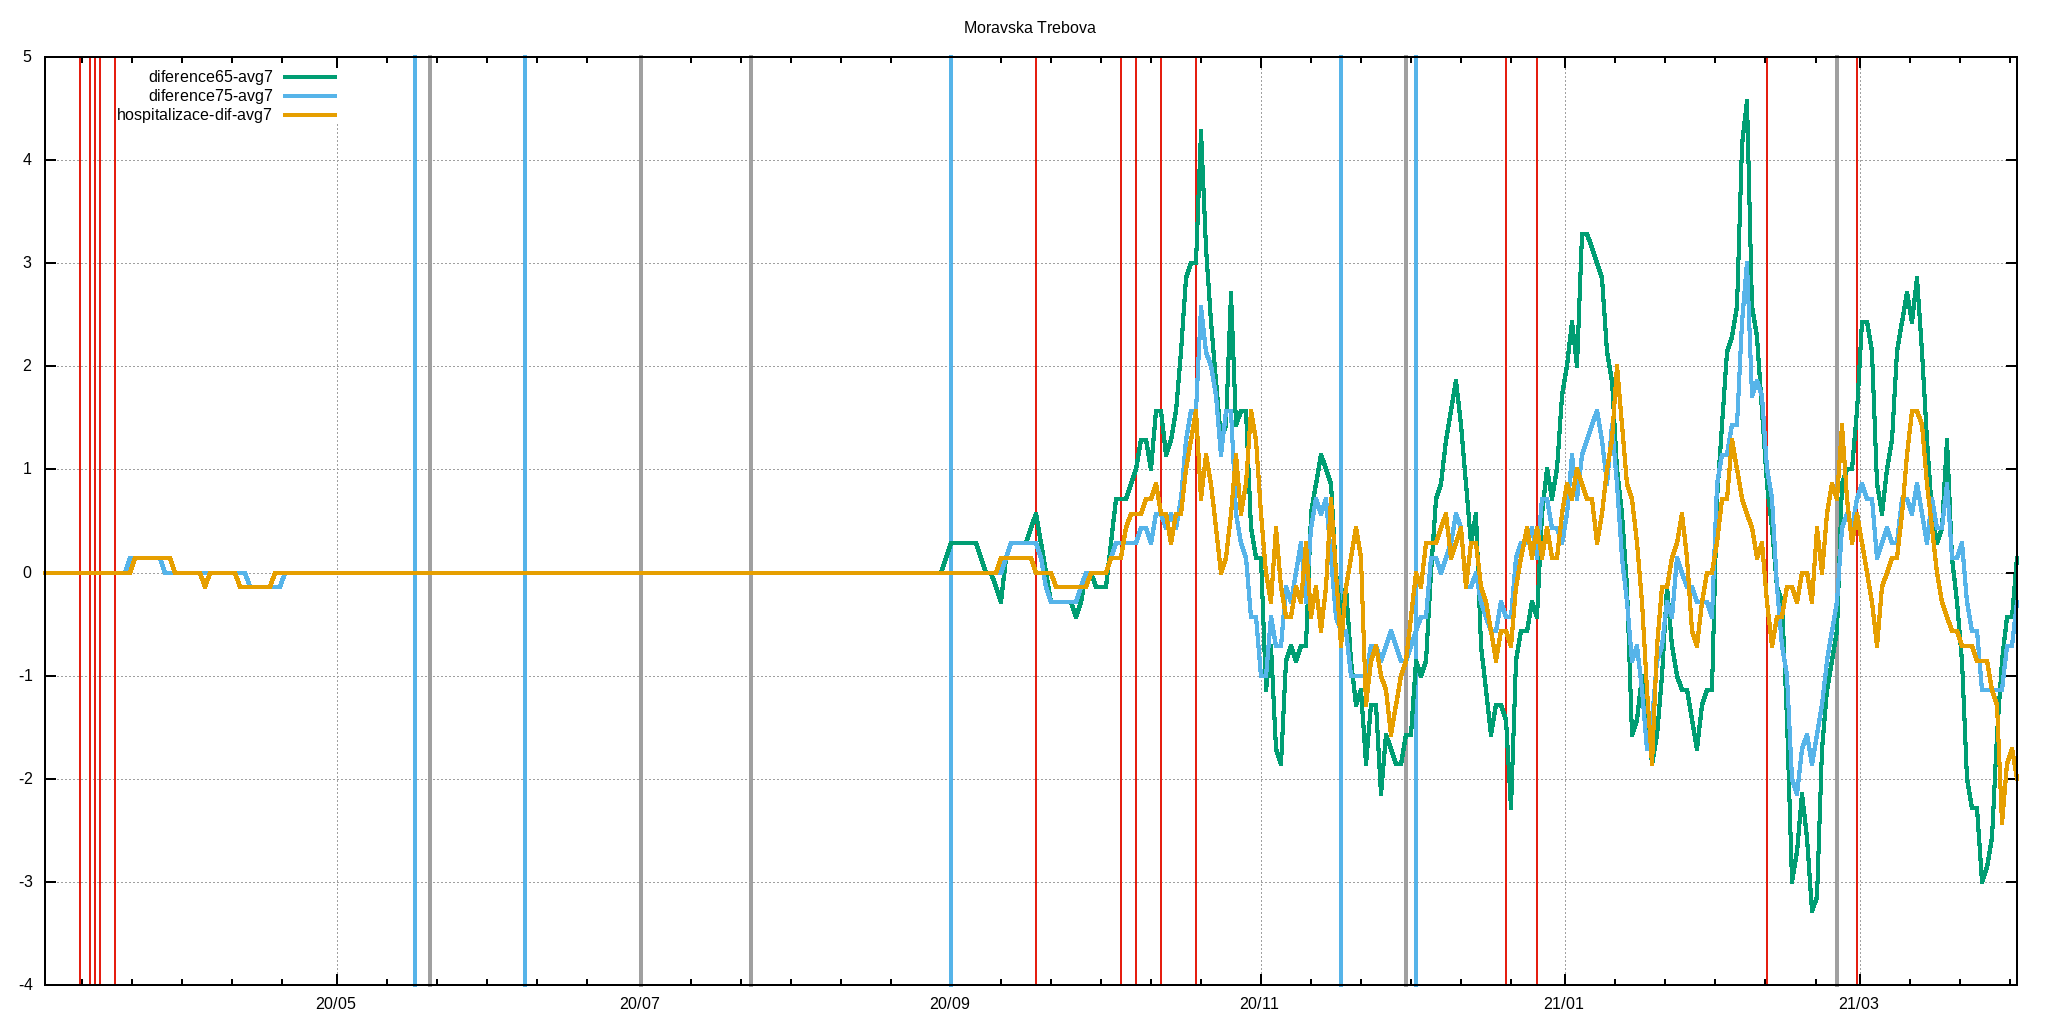 Moravska Trebova
5
diference65-avg7
diference75-avg7
hospitalizace-dif-avg7
4
3
2
1
0
-1
-2
-3
-4
20/05 20/07 20/09 20/11 21/01 21/03